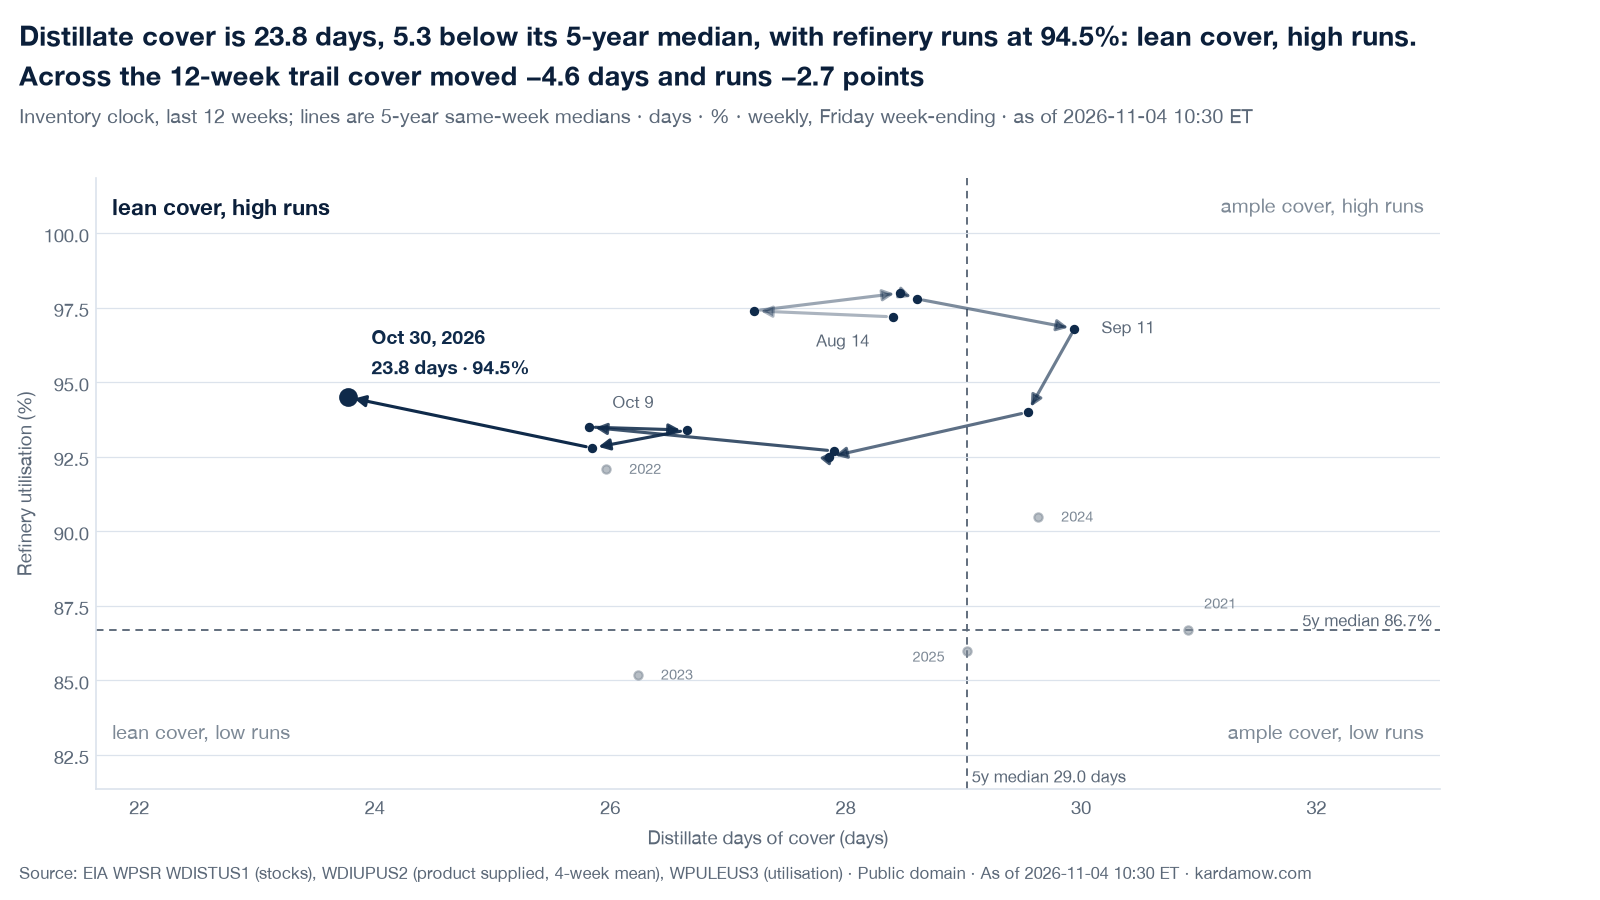 Distillate cover is 23.8 days, 5.3 below its 5-year median, with refinery runs at 94.5%: lean cover, high runs.
Across the 12-week trail cover moved −4.6 days and runs −2.7 points
Inventory clock, last 12 weeks; lines are 5-year same-week medians · days · % · weekly, Friday week-ending · as of 2026-11-04 10:30 ET
lean cover, high runs
ample cover, high runs
100.0
97.5
95.0
92.5
90.0
87.5
85.0
82.5
Refinery utilisation (%)
Sep 11
Aug 14
Oct 30, 2026
23.8 days · 94.5%
Oct 9
2022
2024
2021
5y median 86.7%
2025
2023
lean cover, low runs
ample cover, low runs
5y median 29.0 days
22
24
26
28
30
32
Distillate days of cover (days)
Source: EIA WPSR WDISTUS1 (stocks), WDIUPUS2 (product supplied, 4-week mean), WPULEUS3 (utilisation) · Public domain · As of 2026-11-04 10:30 ET · kardamow.com